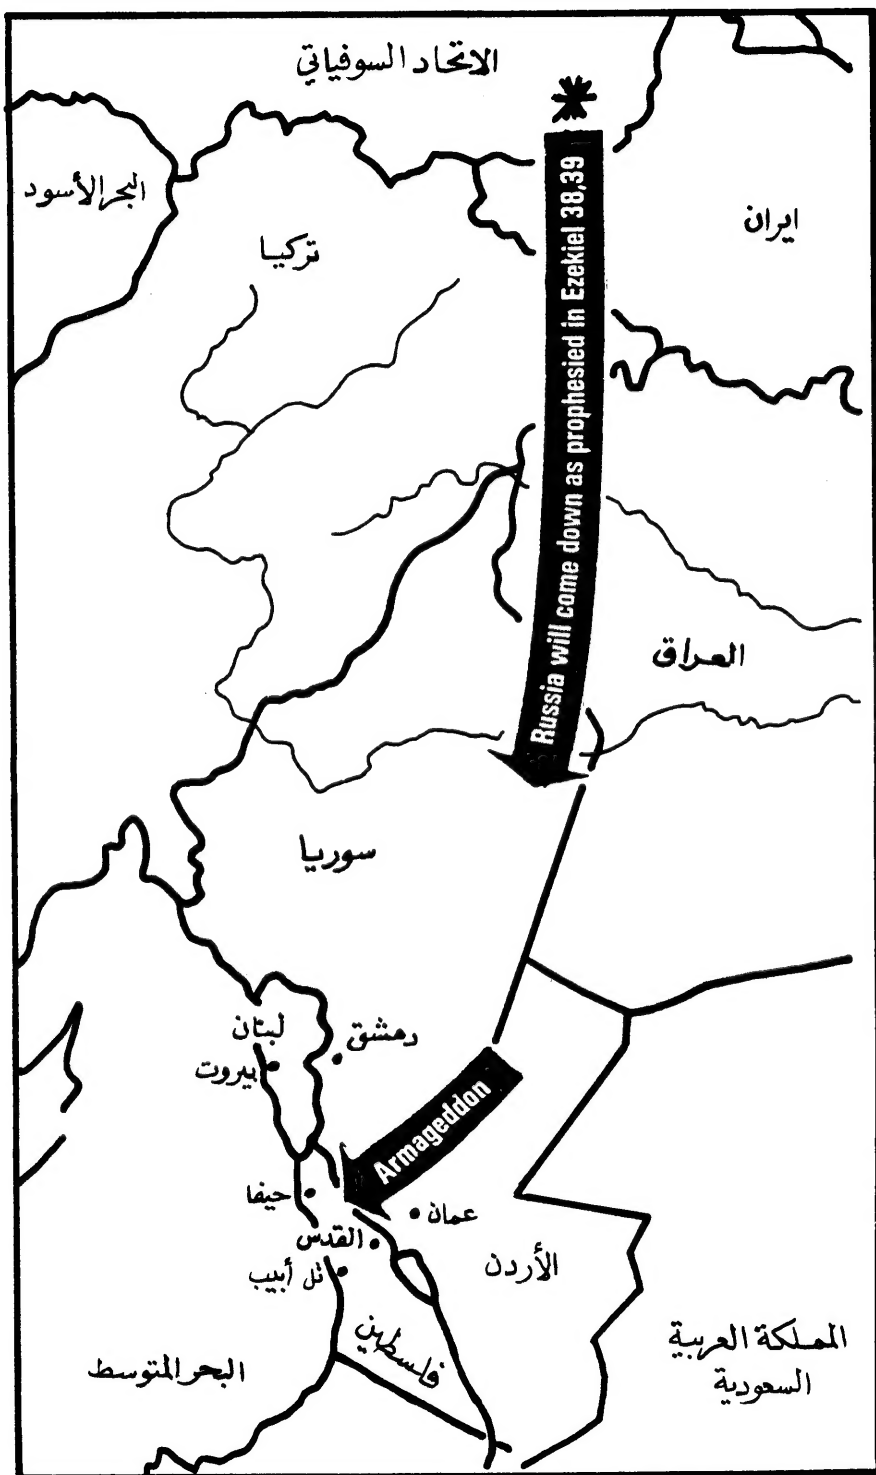 الاتحاد السوفياتي
البحر الأسود
تركيا
ايران
Russia will come down as prophesied in Ezekiel 38,39
العراق
سوريا
لبنان
دمشق
بيروت
Armageddon
حيفا
عمان
القدس
تل أبيب
الأردن
فلسطين
البحر المتوسط
المملكة العربية
السعودية